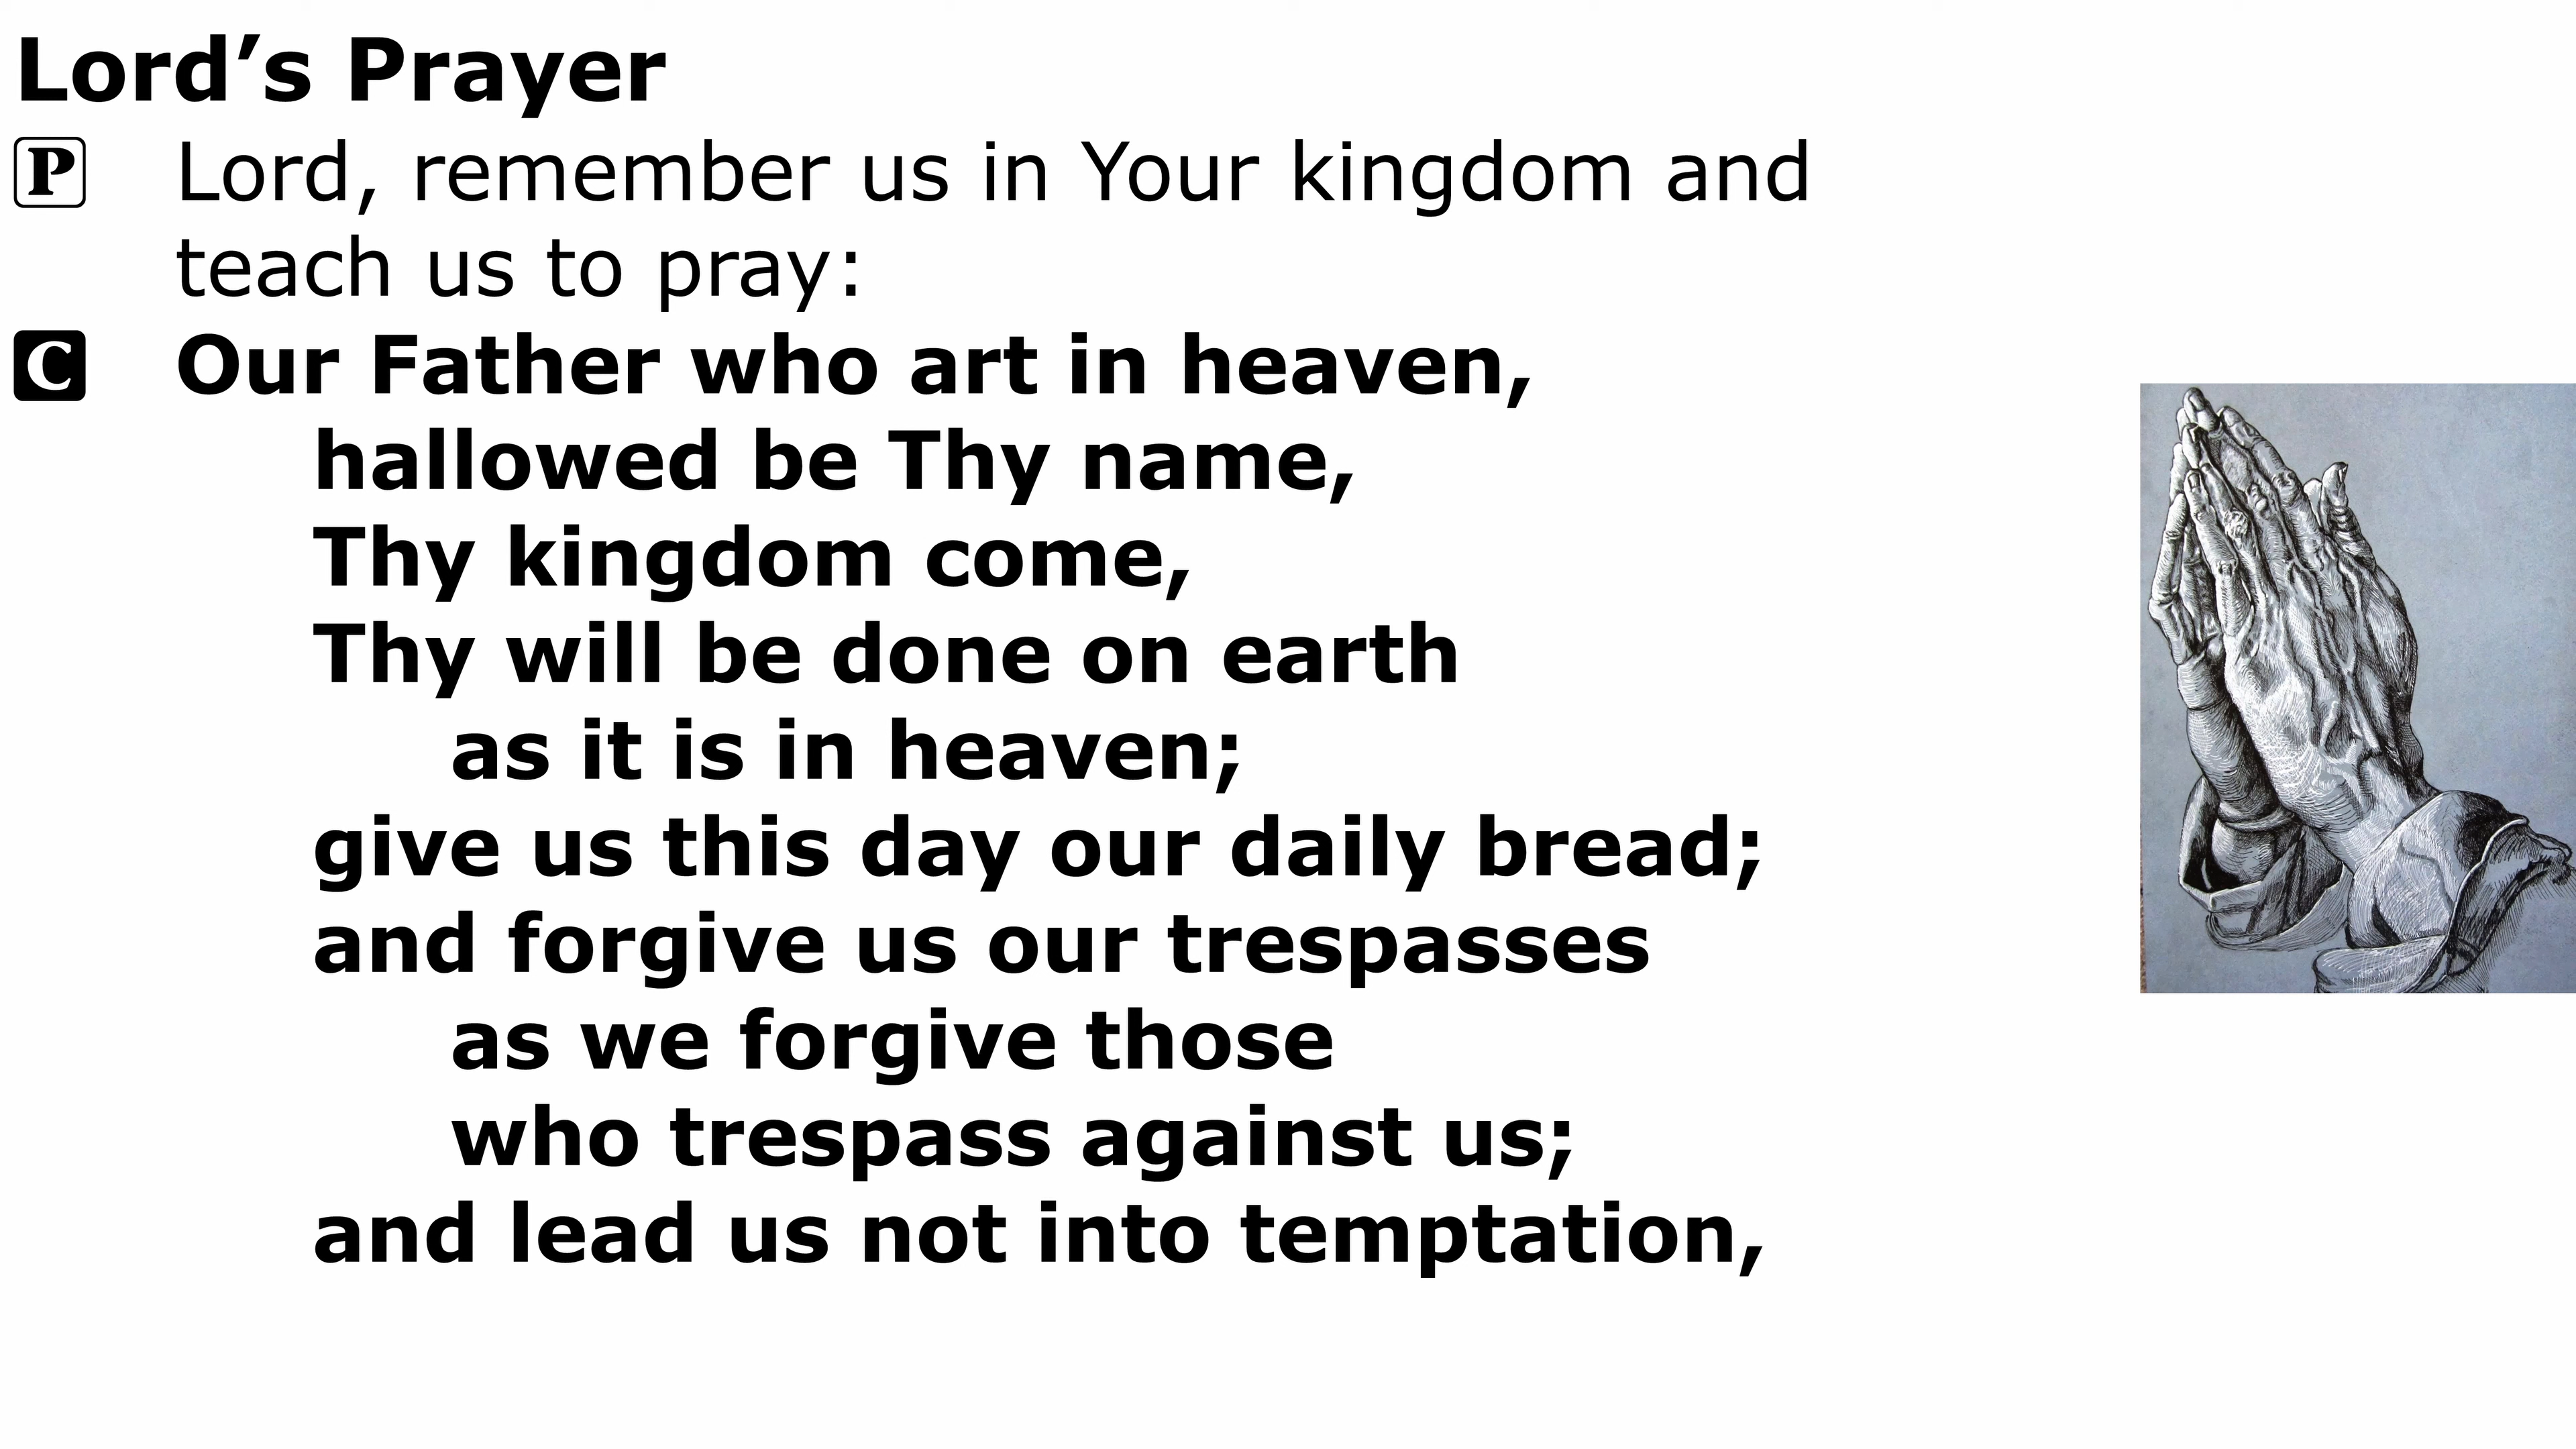 Lord’s Prayer
P Lord, remember us in Your kingdom and
teach us to pray:
C Our Father who art in heaven,
hallowed be Thy name,
Thy kingdom come,
Thy will be done on earth
as it is in heaven;
give us this day our daily bread;
and forgive us our trespasses
as we forgive those
who trespass against us;
and lead us not into temptation,